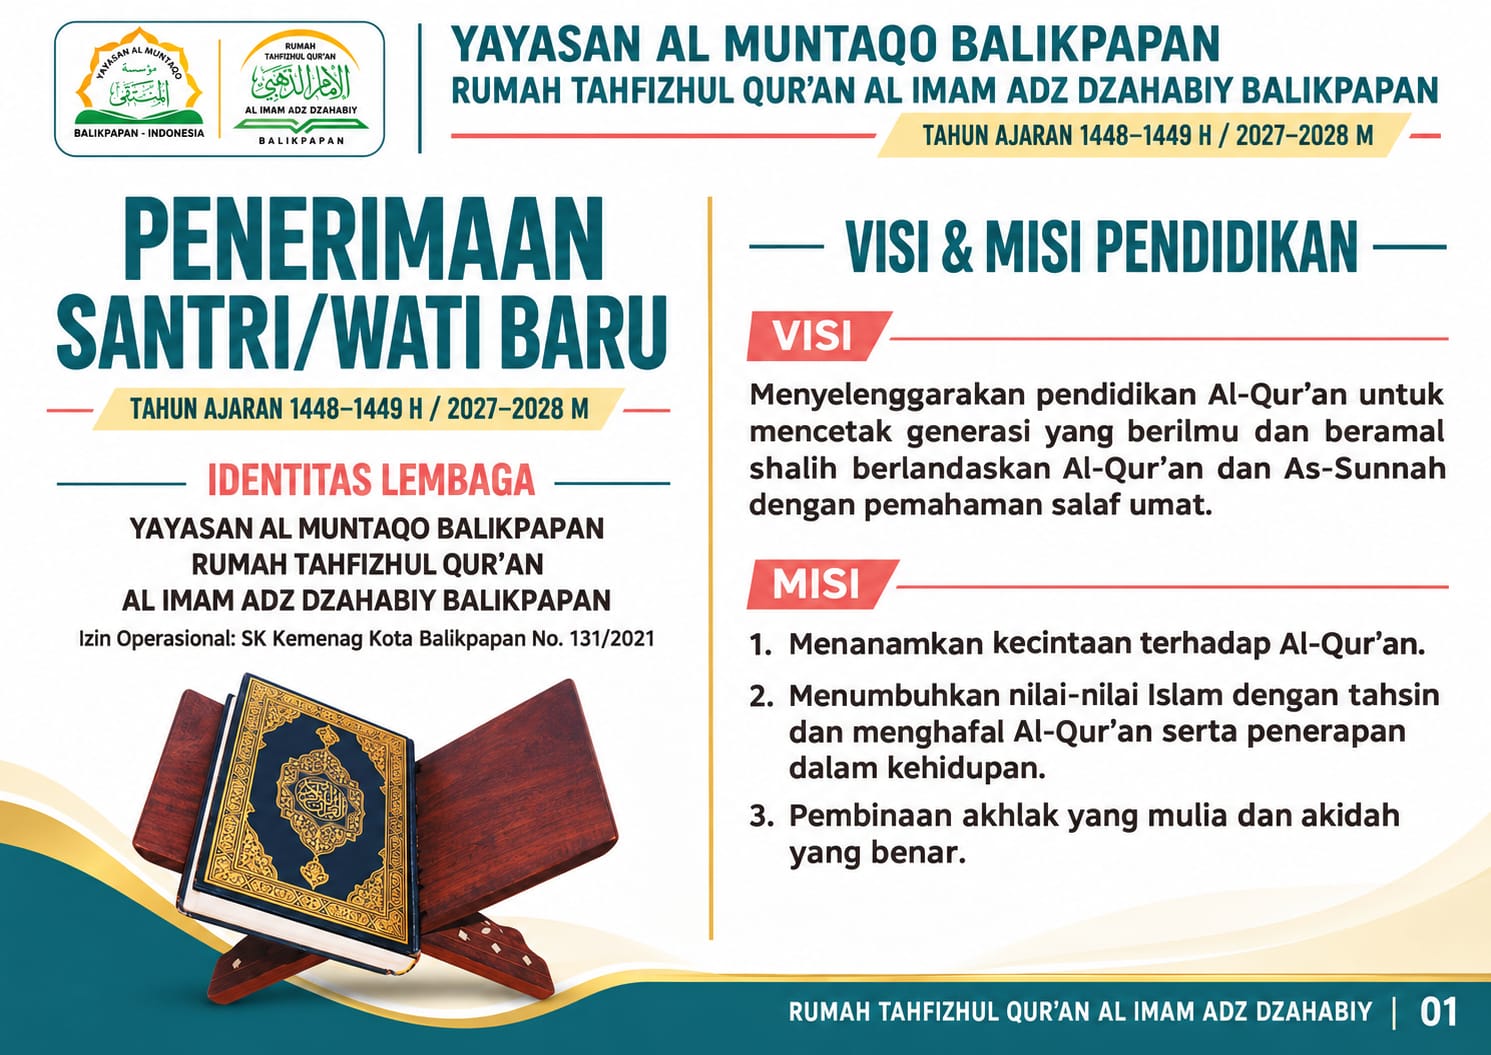 YAYASAN AL MUNTAQO
مؤسسة
المنتقى
BALIKPAPAN - INDONESIA
RUMAH
TAHFIZHUL QUR'AN
الإمام الذهبي
AL IMAM ADZ DZAHABIY
BALIKPAPAN
YAYASAN AL MUNTAQO BALIKPAPAN
RUMAH TAHFIZHUL QUR'AN AL IMAM ADZ DZAHABIY BALIKPAPAN
TAHUN AJARAN 1448–1449 H / 2027–2028 M
PENERIMAAN
SANTRI/WATI BARU
TAHUN AJARAN 1448–1449 H / 2027–2028 M
IDENTITAS LEMBAGA
YAYASAN AL MUNTAQO BALIKPAPAN
RUMAH TAHFIZHUL QUR'AN
AL IMAM ADZ DZAHABIY BALIKPAPAN
Izin Operasional: SK Kemenag Kota Balikpapan No. 131/2021
VISI & MISI PENDIDIKAN
VISI
Menyelenggarakan pendidikan Al-Qur'an untuk
mencetak generasi yang berilmu dan beramal
shalih berlandaskan Al-Qur'an dan As-Sunnah
dengan pemahaman salaf umat.
MISI
1. Menanamkan kecintaan terhadap Al-Qur'an.
2. Menumbuhkan nilai-nilai Islam dengan tahsin
dan menghafal Al-Qur'an serta penerapan
dalam kehidupan.
3. Pembinaan akhlak yang mulia dan akidah
yang benar.
RUMAH TAHFIZHUL QUR'AN AL IMAM ADZ DZAHABIY | 01